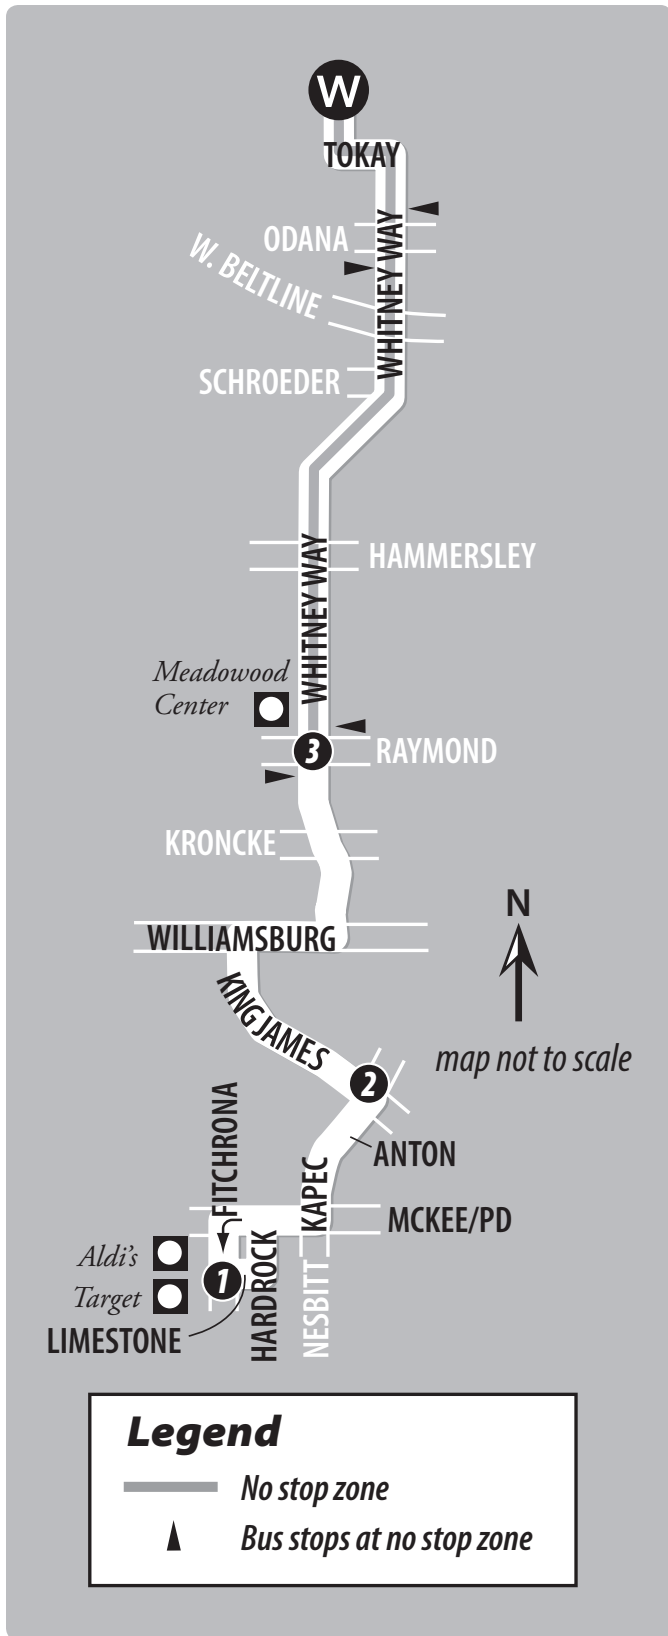 W
TOKAY
ODANA
WHITNEY WAY
W. BELTLINE
SCHROEDER
HAMMERSLEY
WHITNEY WAY
Meadowood
Center
3
RAYMOND
KRONCKE
N
WILLIAMSBURG
KING JAMES
map not to scale
2
FITCHRONA
ANTON
KAPEC
MCKEE/PD
Aldi's
1
Target
HARDROCK
NESBITT
LIMESTONE
Legend
No stop zone
Bus stops at no stop zone